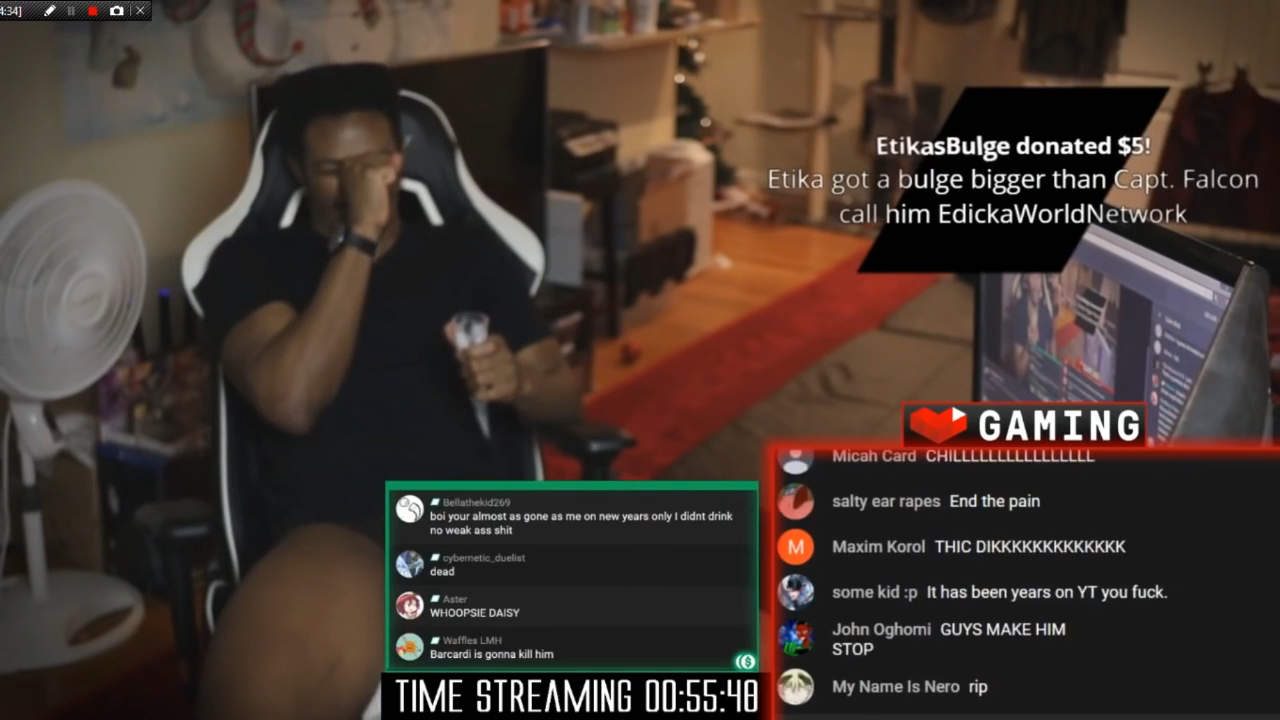 4:34]
EtikasBulge donated $5!
Etika got a bulge bigger than Capt. Falcon
call him EdickaWorldNetwork
GAMING
Micah Card CHILLLLLLLLLLLLLLLLL
salty ear rapes End the pain
Maxim Korol THIC DIKKKKKKKKKKKKK
M
some kid :p It has been years on YT you fuck.
John Oghomi GUYS MAKE HIM
STOP
My Name Is Nero rip
Bellathekid269
boi your almost as gone as me on new years only I didnt drink
no weak ass shit
cybernetic_duelist
dead
Aster
WHOOPSIE DAISY
Waffles LMH
Barcardi is gonna kill him
TIME STREAMING 00:55:48